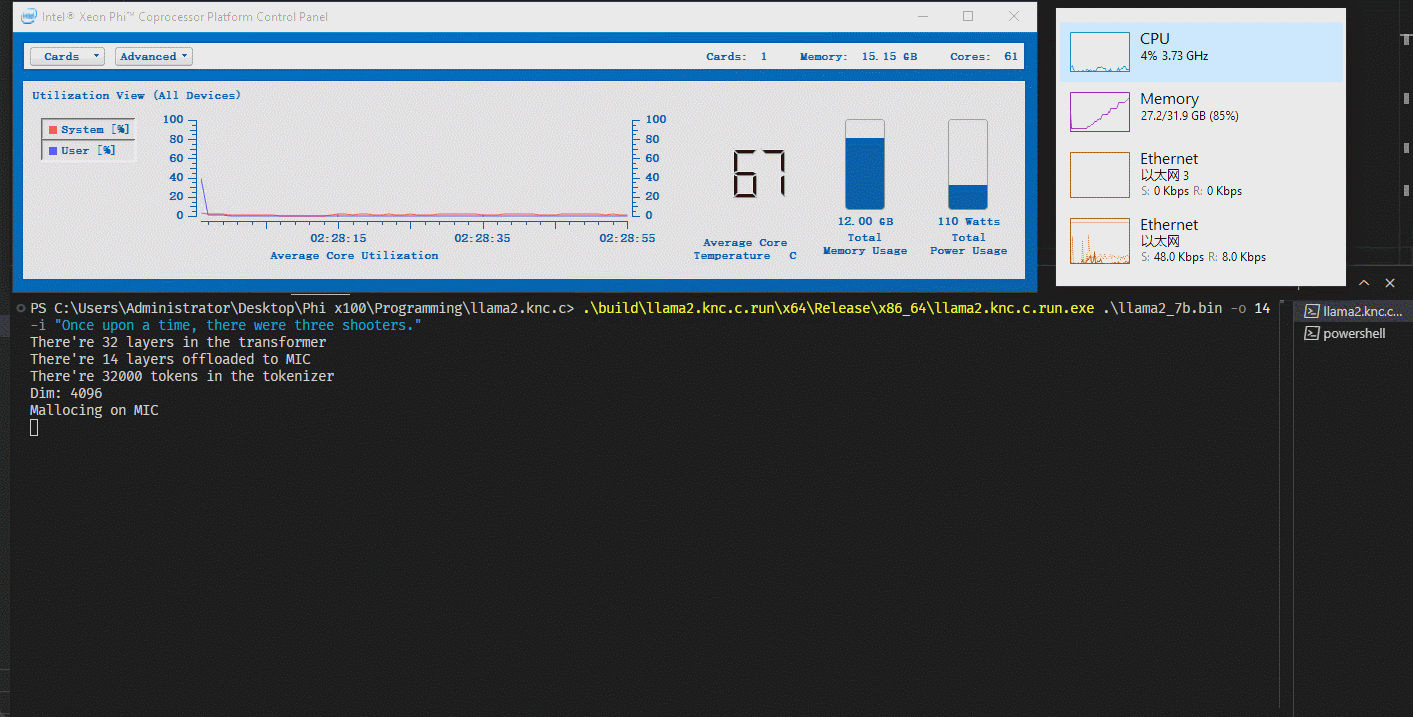 Intel® Xeon Phi™ Coprocessor Platform Control Panel
Cards Advanced Cards: 1 Memory: 15.15 GB Cores: 61
Utilization View (All Devices)
System [%]
User [%]
100 100
80 80
60 60
40 40
20 20
0 0
02:28:15 02:28:35 02:28:55
Average Core Utilization
67
Average Core
Temperature C
12.00 GB
Total
Memory Usage
110 Watts
Total
Power Usage
CPU
4% 3.73 GHz
Memory
27.2/31.9 GB (85%)
Ethernet
以太网 3
S: 0 Kbps R: 0 Kbps
Ethernet
以太网
S: 48.0 Kbps R: 8.0 Kbps
PS C:\Users\Administrator\Desktop\Phi x100\Programming\llama2.knc.c> .\build\llama2.knc.c.run\x64\Release\x86_64\llama2.knc.c.run.exe .\llama2_7b.bin -o 14
-i "Once upon a time, there were three shooters."
There're 32 layers in the transformer
There're 14 layers offloaded to MIC
There're 32000 tokens in the tokenizer
Dim: 4096
Mallocing on MIC
llama2.knc.c...
powershell